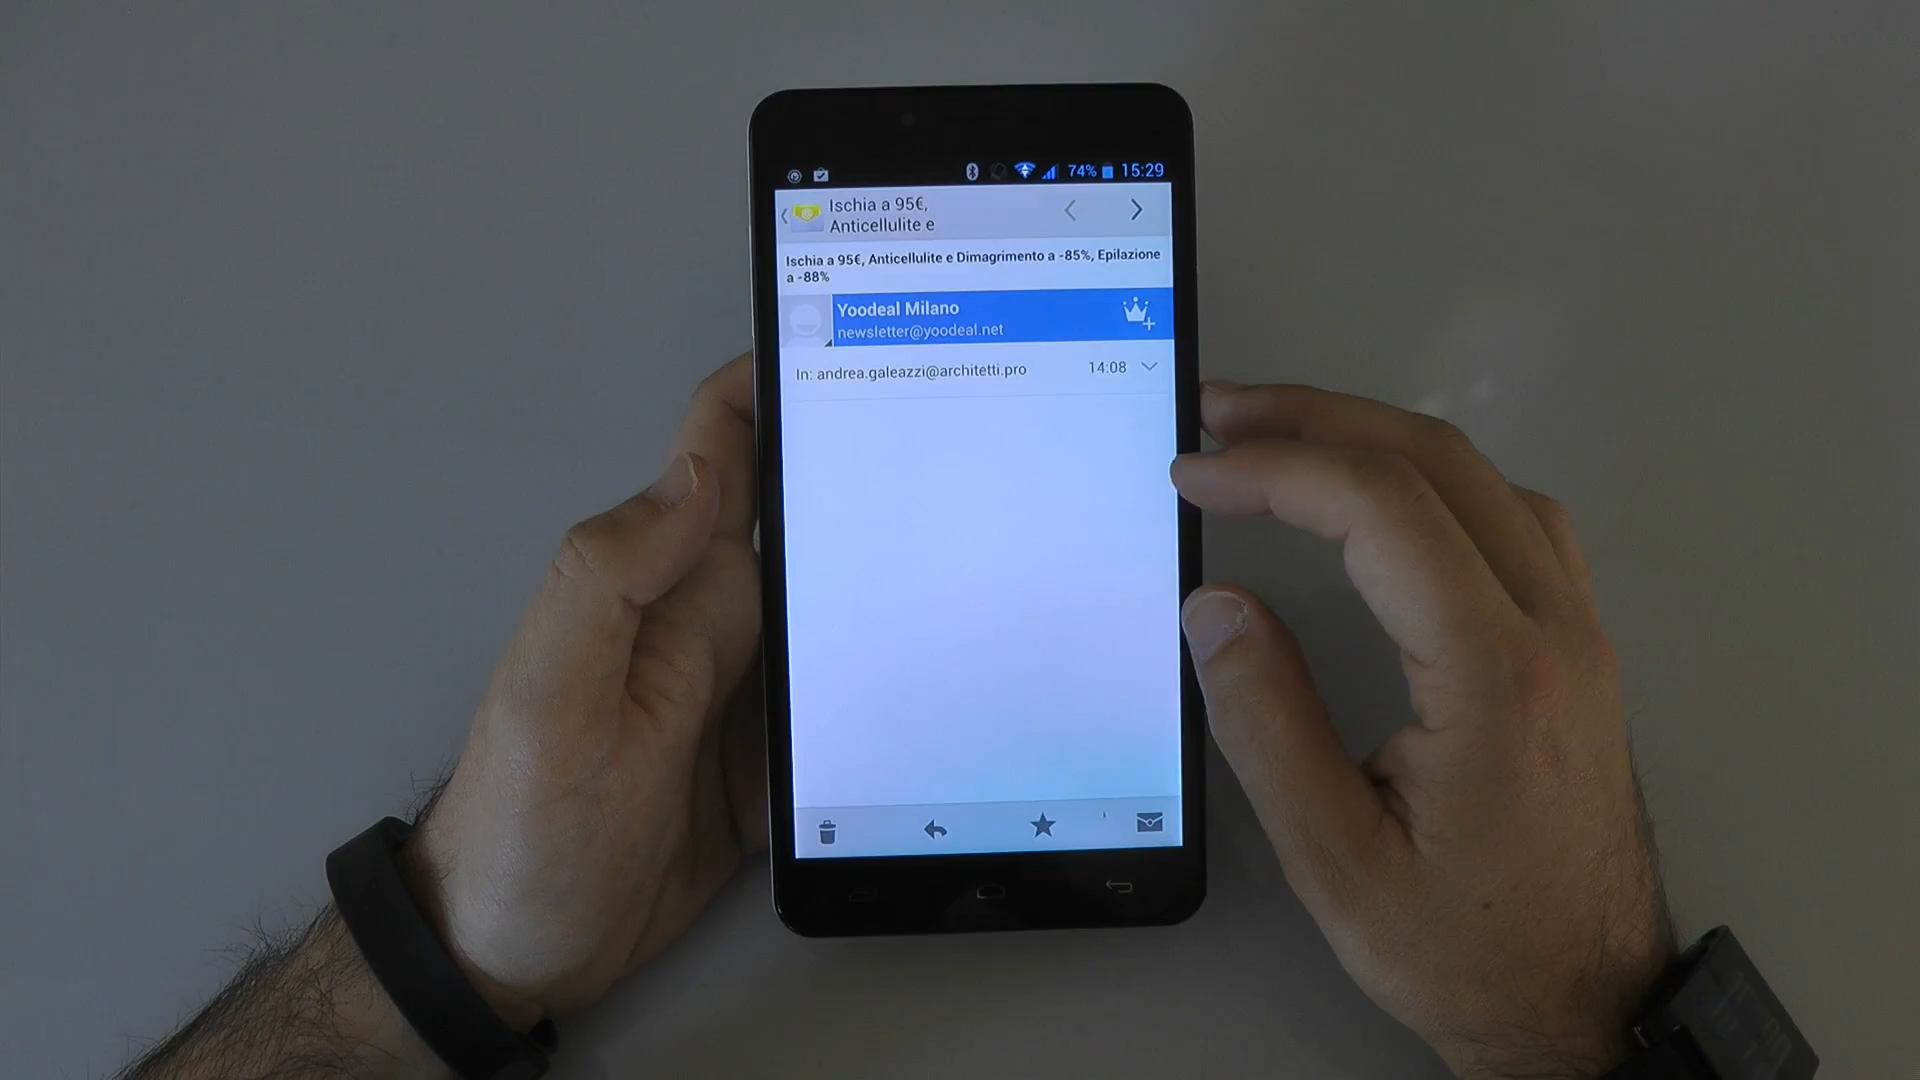 74% 15:29
Ischia a 95€,
Anticellulite e
Ischia a 95€, Anticellulite e Dimagrimento a -85%, Epilazione
a -88%
Yoodeal Milano
newsletter@yoodeal.net
In: andrea.galeazzi@architetti.pro 14:08